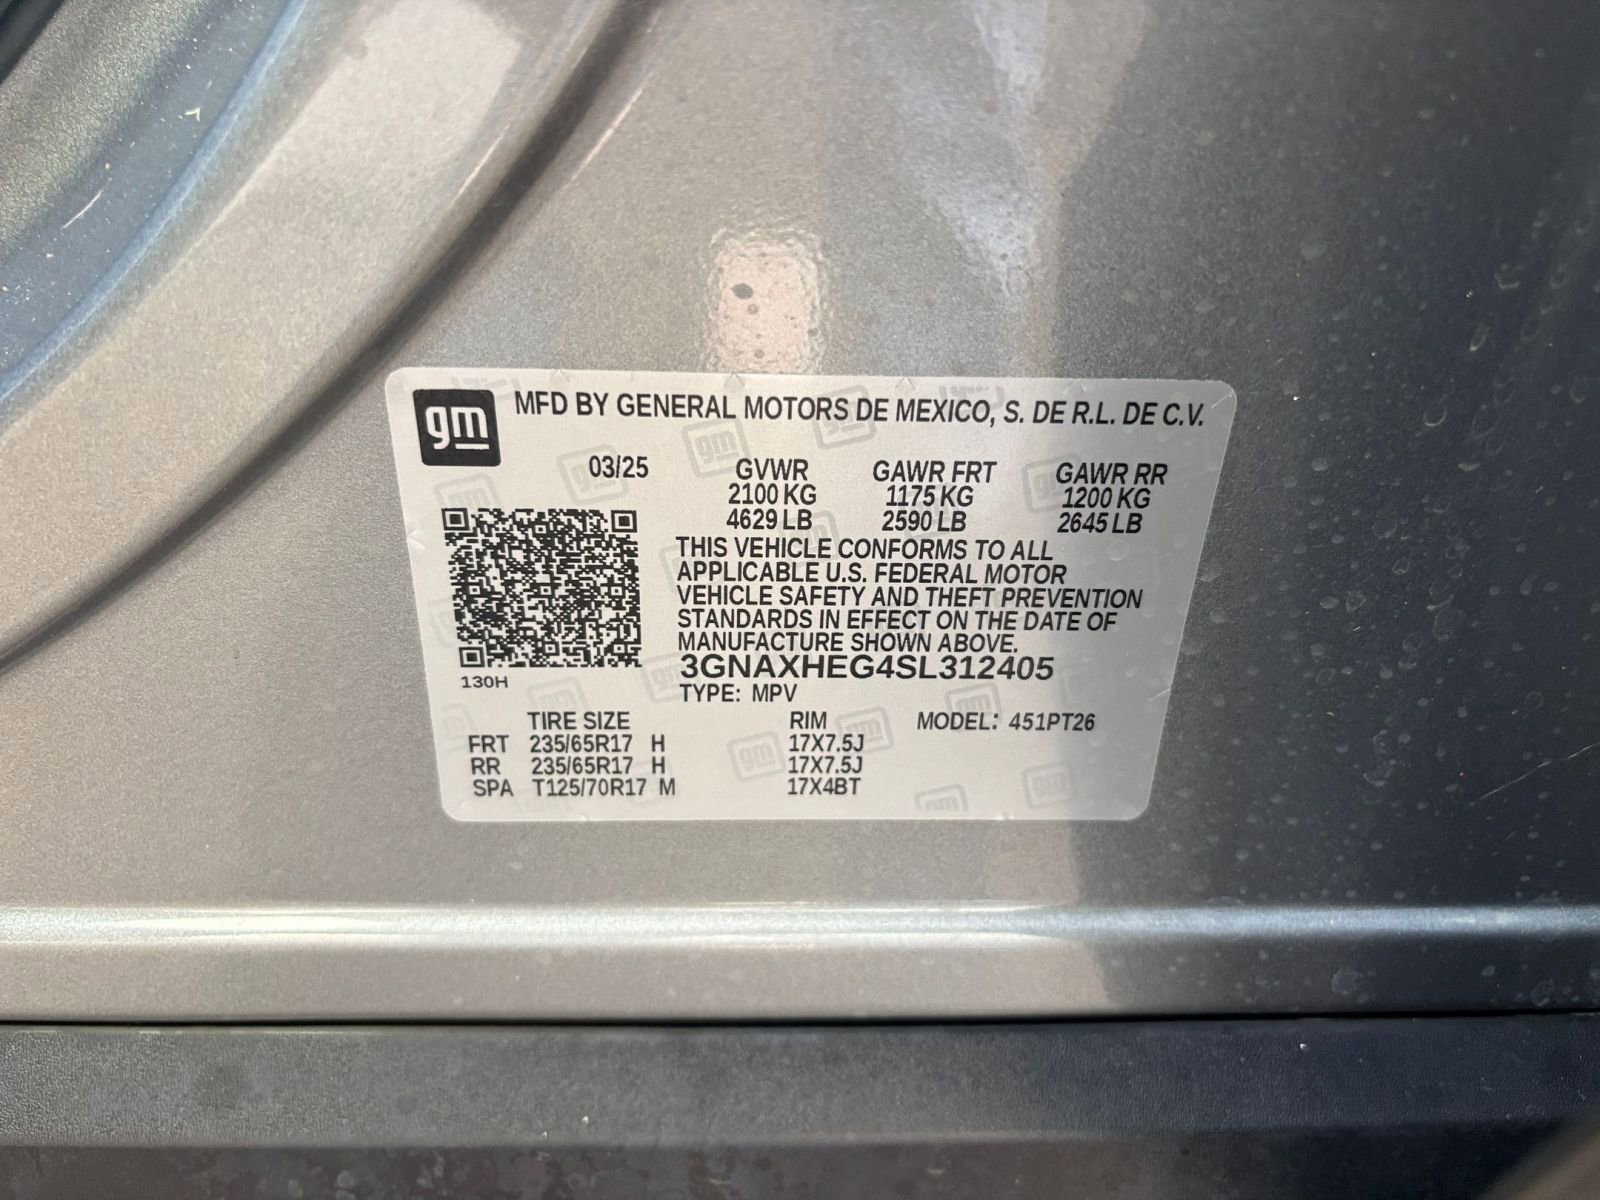 gm MFD BY GENERAL MOTORS DE MEXICO, S. DE R.L. DE C.V.
03/25 GVWR GAWR FRT GAWR RR
2100 KG 1175 KG 1200 KG
4629 LB 2590 LB 2645 LB
THIS VEHICLE CONFORMS TO ALL
APPLICABLE U.S. FEDERAL MOTOR
VEHICLE SAFETY AND THEFT PREVENTION
STANDARDS IN EFFECT ON THE DATE OF
MANUFACTURE SHOWN ABOVE.
3GNAXHEG4SL312405
130H
TYPE: MPV
TIRE SIZE RIM MODEL: 451PT26
FRT 235/65R17 H 17X7.5J
RR 235/65R17 H 17X7.5J
SPA T125/70R17 M 17X4BT